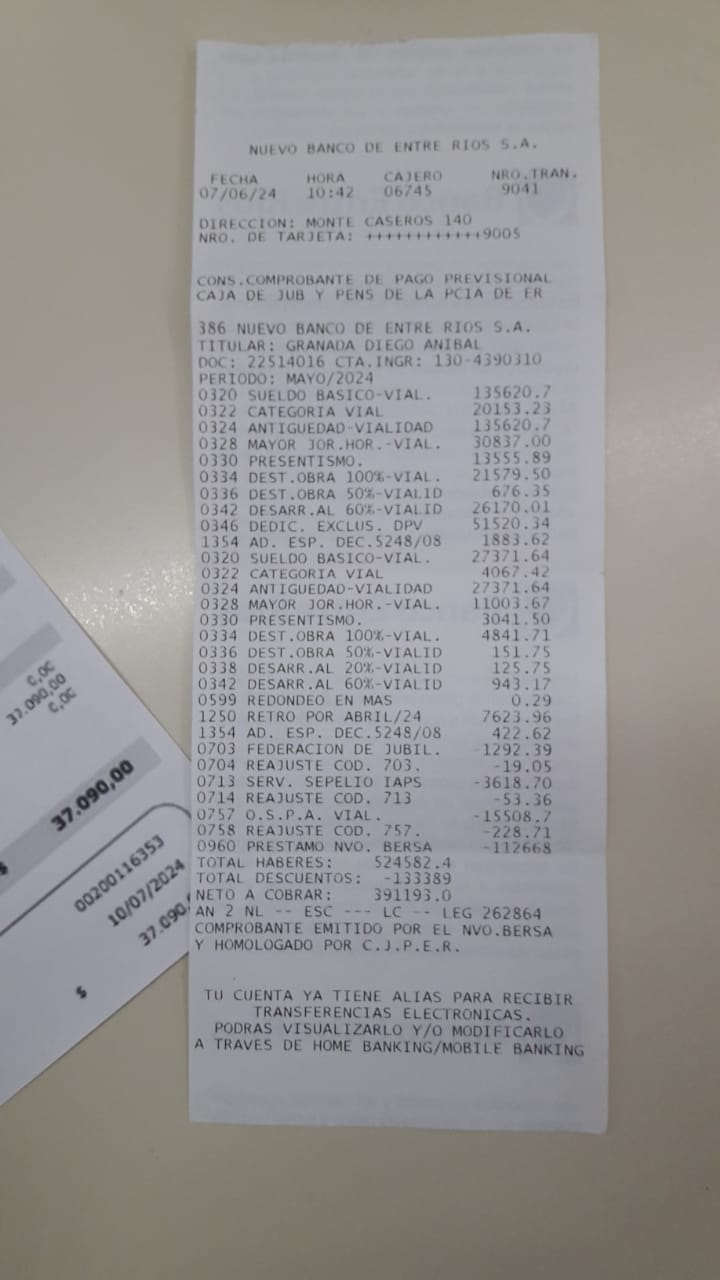 NUEVO BANCO DE ENTRE RIOS S.A.
FECHA HORA CAJERO NRO.TRAN.
07/06/24 10:42 06745 9041
DIRECCION: MONTE CASEROS 140
NRO. DE TARJETA: ++++++++++++9005
CONS.COMPROBANTE DE PAGO PREVISIONAL
CAJA DE JUB Y PENS DE LA PCIA DE ER
386 NUEVO BANCO DE ENTRE RIOS S.A.
TITULAR: GRANADA DIEGO ANIBAL
DOC: 22514016 CTA.INGR: 130-4390310
PERIODO: MAYO/2024
0320 SUELDO BASICO-VIAL. 135620.7
0322 CATEGORIA VIAL 20153.23
0324 ANTIGUEDAD-VIALIDAD 135620.7
0328 MAYOR JOR.HOR.-VIAL. 30837.00
0330 PRESENTISMO. 13555.89
0334 DEST.OBRA 100%-VIAL. 21579.50
0336 DEST.OBRA 50%-VIALID 676.35
0342 DESARR.AL 60%-VIALID 26170.01
0346 DEDIC. EXCLUS. DPV 51520.34
1354 AD. ESP. DEC.5248/08 1883.62
0320 SUELDO BASICO-VIAL. 27371.64
0322 CATEGORIA VIAL 4067.42
0324 ANTIGUEDAD-VIALIDAD 27371.64
0328 MAYOR JOR.HOR.-VIAL. 11003.67
0330 PRESENTISMO. 3041.50
0334 DEST.OBRA 100%-VIAL. 4841.71
0336 DEST.OBRA 50%-VIALID 151.75
0338 DESARR.AL 20%-VIALID 125.75
0342 DESARR.AL 60%-VIALID 943.17
0599 REDONDEO EN MAS 0.29
1250 RETRO POR ABRIL/24 7623.96
1354 AD. ESP. DEC.5248/08 422.62
0703 FEDERACION DE JUBIL. -1292.39
0704 REAJUSTE COD. 703. -19.05
0713 SERV. SEPELIO IAPS -3618.70
0714 REAJUSTE COD. 713 -53.36
0757 O.S.P.A. VIAL. -15508.7
0758 REAJUSTE COD. 757. -228.71
0960 PRESTAMO NVO. BERSA -112668
TOTAL HABERES: 524582.4
TOTAL DESCUENTOS: -133389
NETO A COBRAR: 391193.0
AN 2 NL -- ESC --- LC -- LEG 262864
COMPROBANTE EMITIDO POR EL NVO.BERSA
Y HOMOLOGADO POR C.J.P.E.R.
TU CUENTA YA TIENE ALIAS PARA RECIBIR
TRANSFERENCIAS ELECTRONICAS.
PODRAS VISUALIZARLO Y/O MODIFICARLO
A TRAVES DE HOME BANKING/MOBILE BANKING
C,0C
37.090,00
C,0C
$ 37.090,00
00200116353
10/07/2024
$ 37.090,